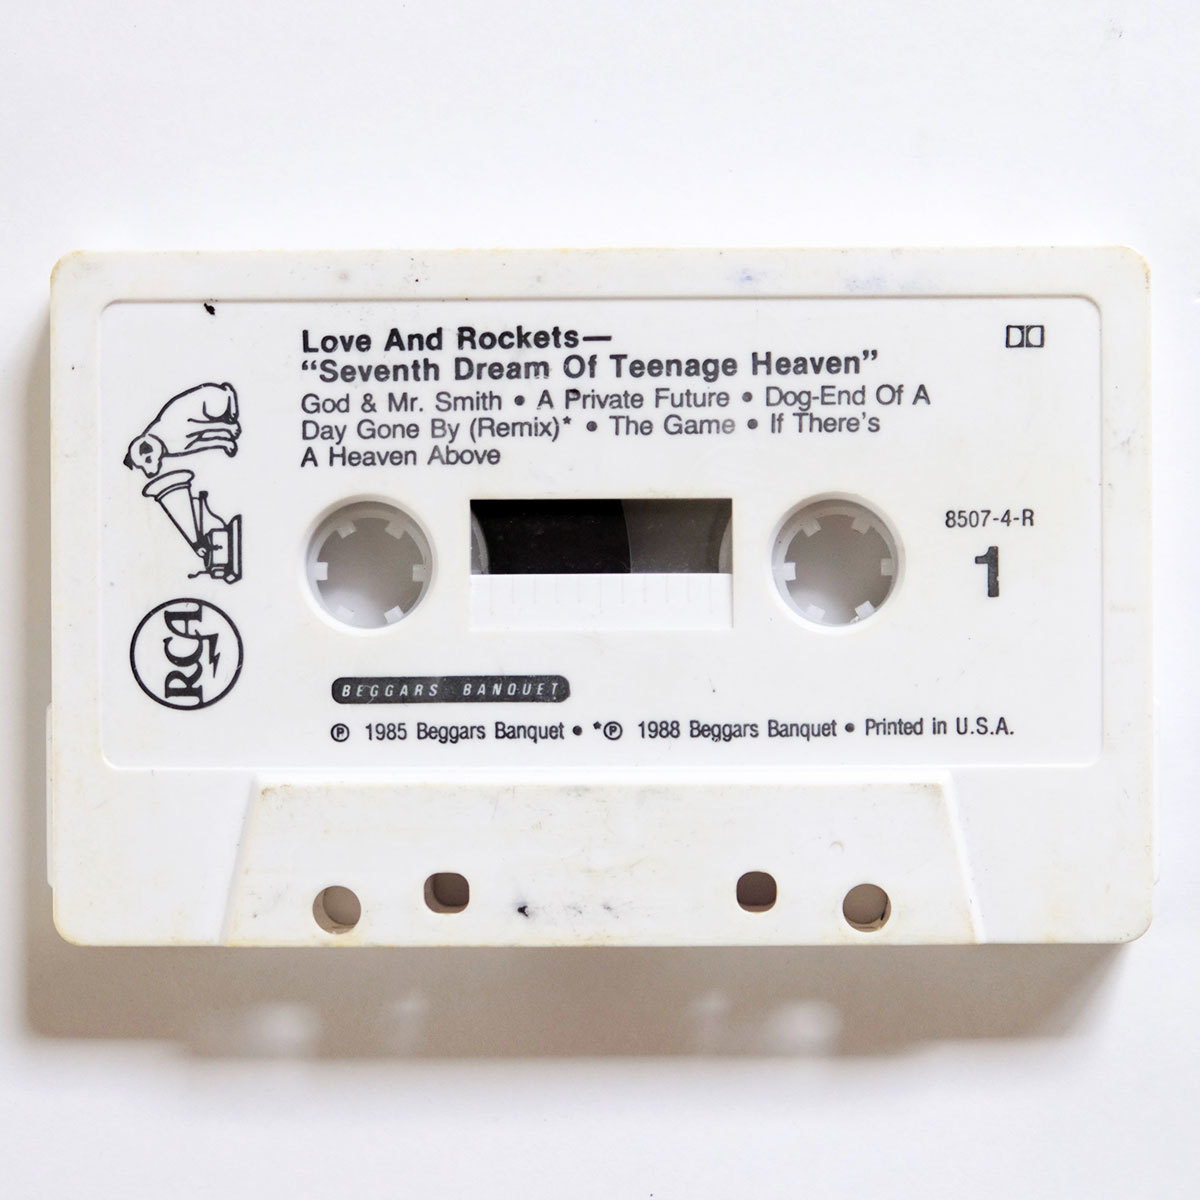 Love And Rockets—
“Seventh Dream Of Teenage Heaven”
God & Mr. Smith • A Private Future • Dog-End Of A
Day Gone By (Remix)* • The Game • If There's
A Heaven Above
8507-4-R
1
RCA
BEGGARS BANQUET
℗ 1985 Beggars Banquet • *℗ 1988 Beggars Banquet • Printed in U.S.A.